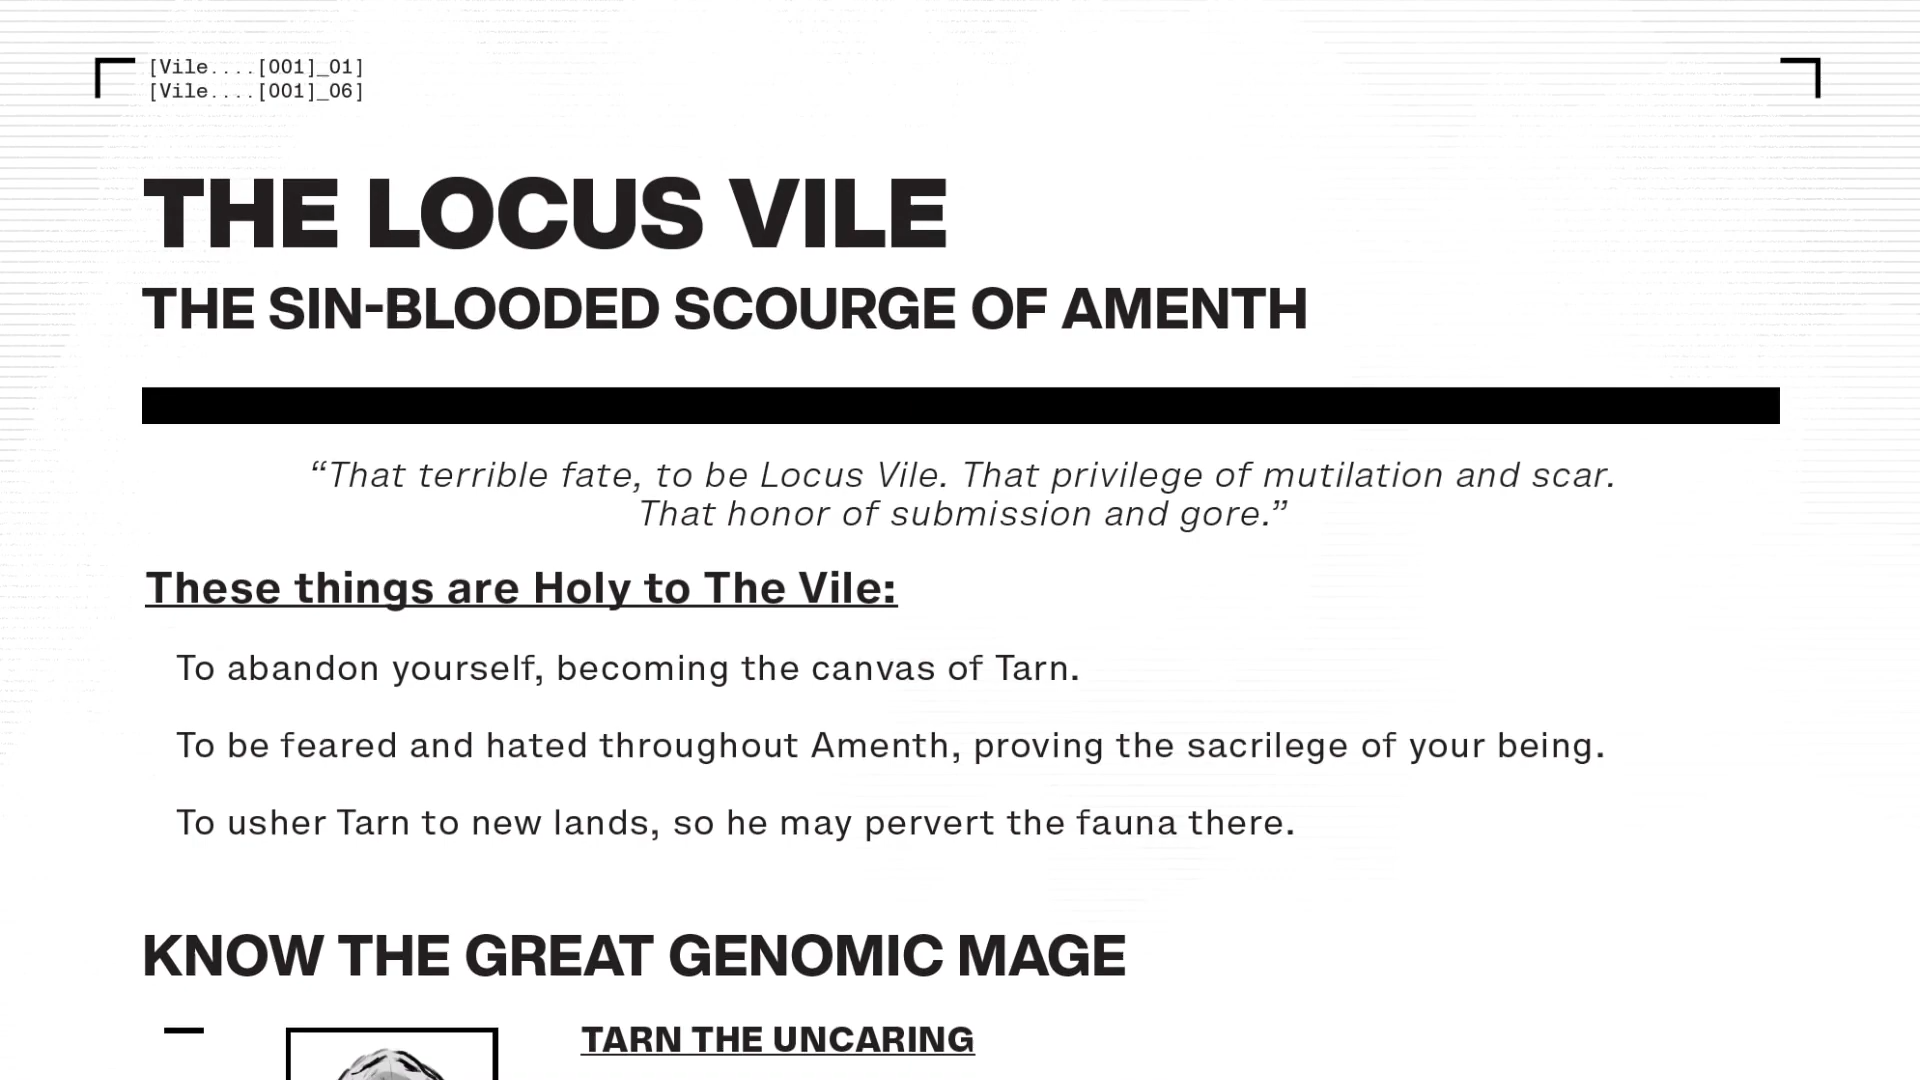 [Vile....[001]_01]
[Vile....[001]_06]
THE LOCUS VILE
THE SIN-BLOODED SCOURGE OF AMENTH
“That terrible fate, to be Locus Vile. That privilege of mutilation and scar.
That honor of submission and gore.”
These things are Holy to The Vile:
To abandon yourself, becoming the canvas of Tarn.
To be feared and hated throughout Amenth, proving the sacrilege of your being.
To usher Tarn to new lands, so he may pervert the fauna there.
KNOW THE GREAT GENOMIC MAGE
TARN THE UNCARING